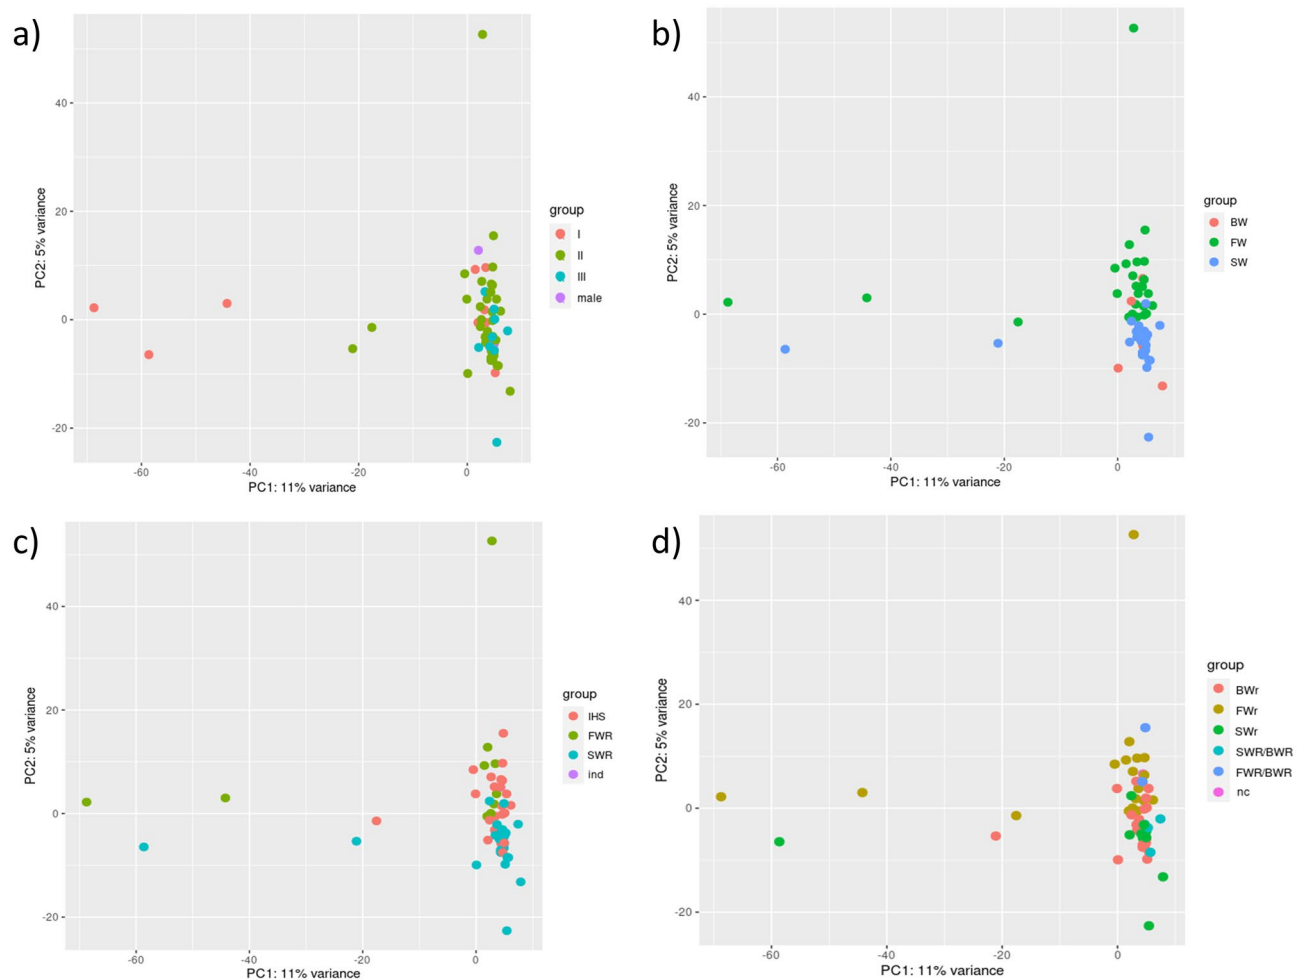 a)
40
20
0
-20
-60
-40
-20
0
PC1: 11% variance
PC2: 5% variance
group
I
II
III
male
b)
40
20
0
-20
-60
-40
-20
0
PC1: 11% variance
PC2: 5% variance
group
BW
FW
SW
c)
40
20
0
-20
-60
-40
-20
0
PC1: 11% variance
PC2: 5% variance
group
IHS
FWR
SWR
ind
d)
40
20
0
-20
-60
-40
-20
0
PC1: 11% variance
PC2: 5% variance
group
BWr
FWr
SWr
SWR/BWR
FWR/BWR
nc